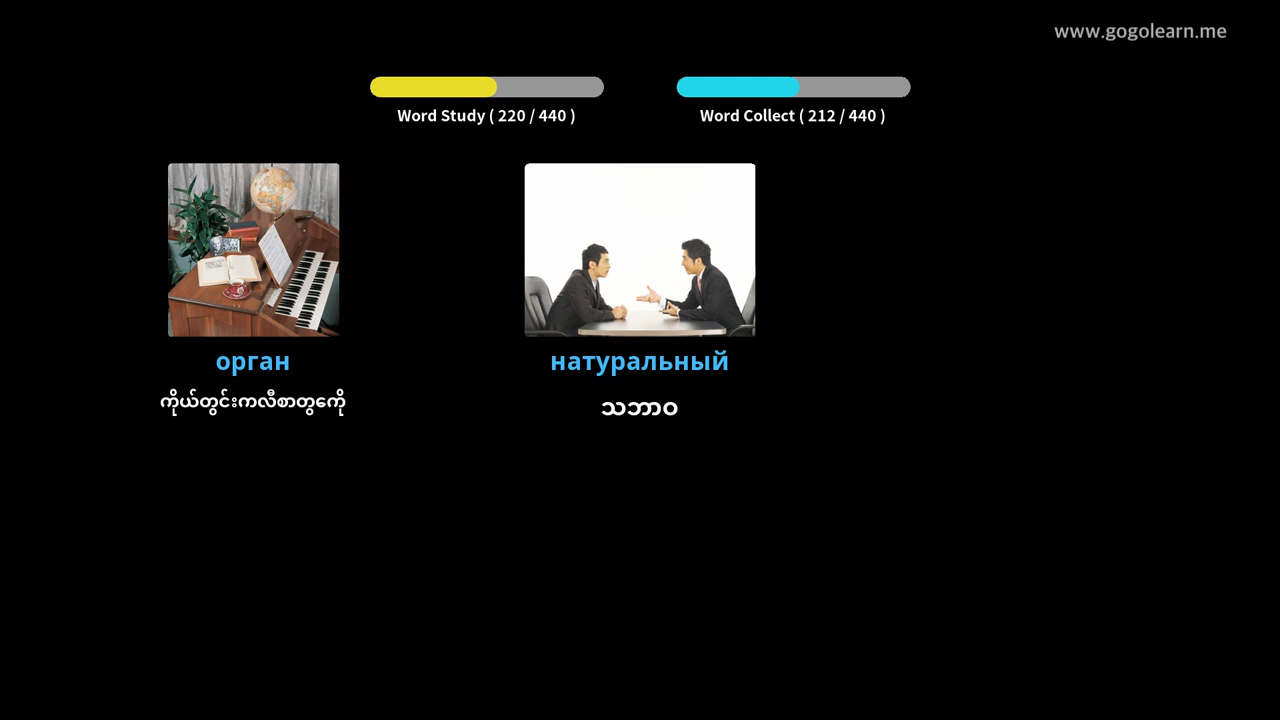 www.gogolearn.me
Word Study ( 220 / 440 )
Word Collect ( 212 / 440 )
орган
натуральный
ကိုယ်တွင်းကလီစာတွကေို
သဘာဝ